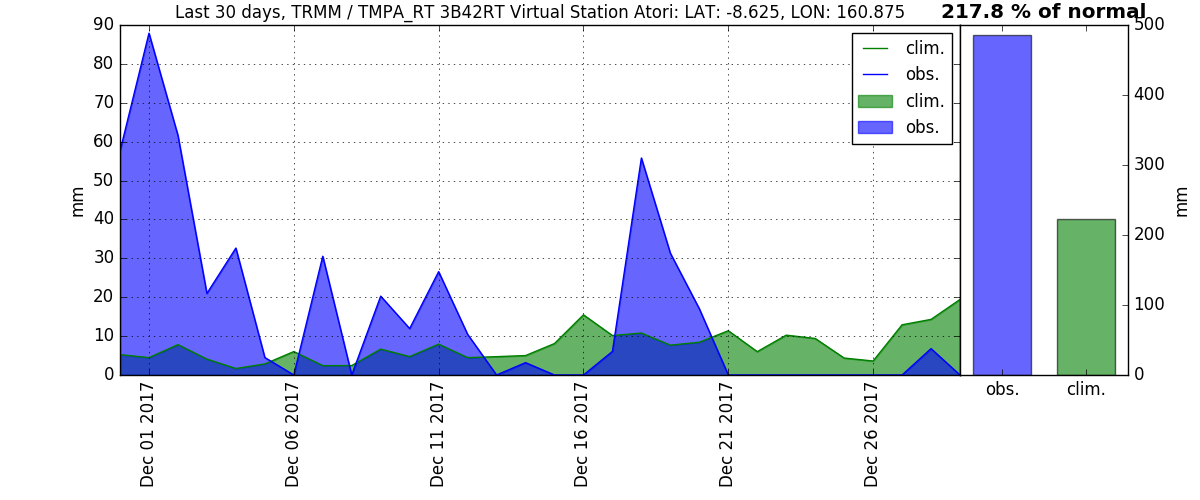 Last 30 days, TRMM / TMPA_RT 3B42RT Virtual Station Atori: LAT: -8.625, LON: 160.875
217.8 % of normal
90
80
70
60
50
40
30
20
10
0
mm
clim.
obs.
clim.
obs.
Dec 01 2017
Dec 06 2017
Dec 11 2017
Dec 16 2017
Dec 21 2017
Dec 26 2017
500
400
300
200
100
0
mm
obs.
clim.